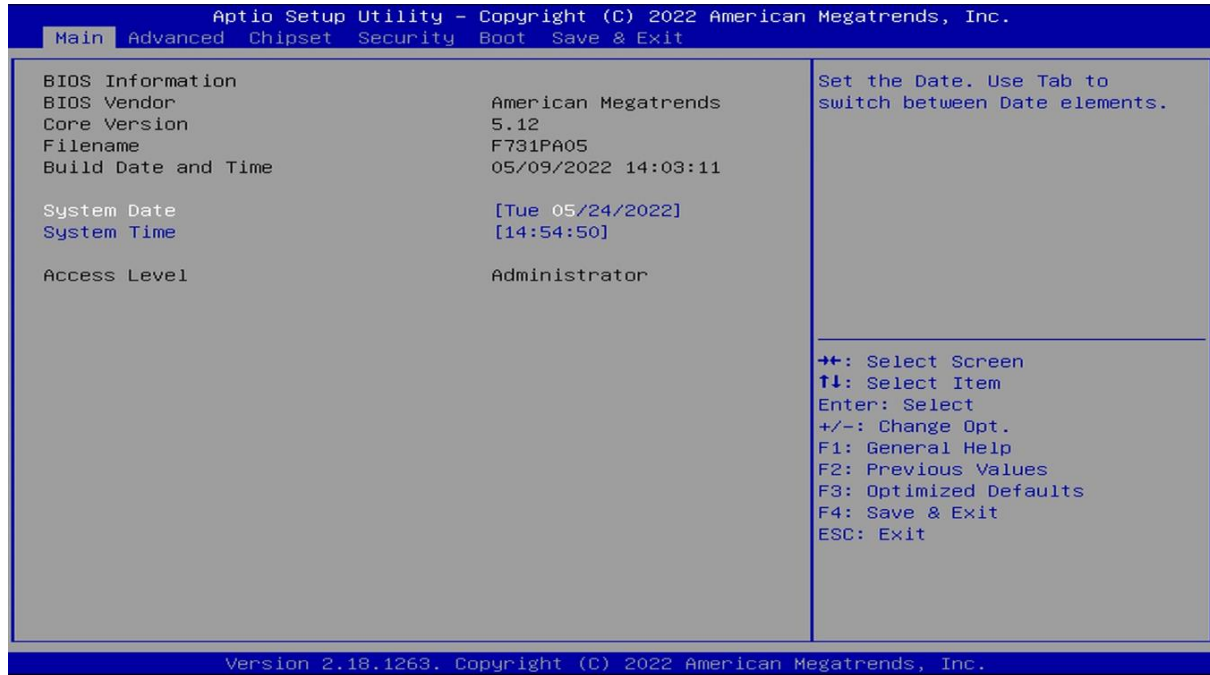 Aptio Setup Utility – Copyright (C) 2022 American Megatrends, Inc.
Main Advanced Chipset Security Boot Save & Exit
BIOS Information
BIOS Vendor American Megatrends
Core Version 5.12
Filename F731PA05
Build Date and Time 05/09/2022 14:03:11
System Date [Tue 05/24/2022]
System Time [14:54:50]
Access Level Administrator
Set the Date. Use Tab to
switch between Date elements.
→←: Select Screen
↑↓: Select Item
Enter: Select
+/-: Change Opt.
F1: General Help
F2: Previous Values
F3: Optimized Defaults
F4: Save & Exit
ESC: Exit
Version 2.18.1263. Copyright (C) 2022 American Megatrends, Inc.